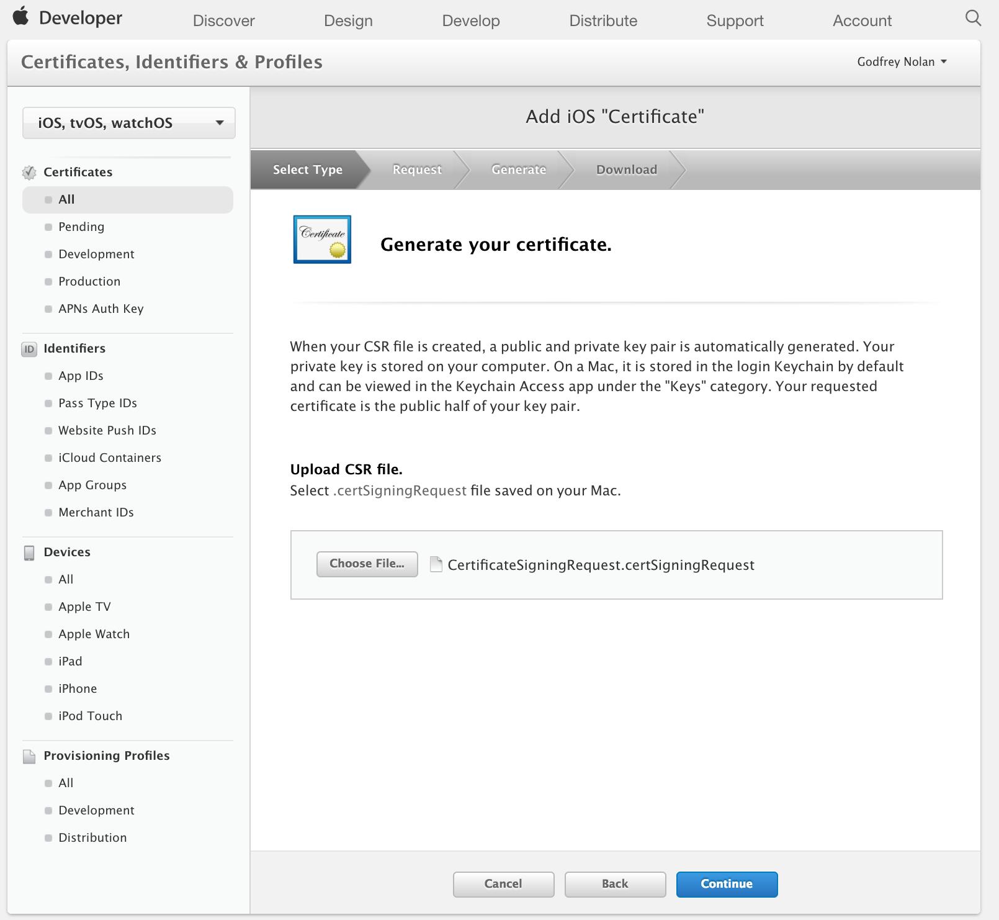 Developer
Discover
Design
Develop
Distribute
Support
Account
Certificates, Identifiers & Profiles
Godfrey Nolan
iOS, tvOS, watchOS
Certificates
All
Pending
Development
Production
APNs Auth Key
ID Identifiers
App IDs
Pass Type IDs
Website Push IDs
iCloud Containers
App Groups
Merchant IDs
Devices
All
Apple TV
Apple Watch
iPad
iPhone
iPod Touch
Provisioning Profiles
All
Development
Distribution
Add iOS "Certificate"
Select Type
Request
Generate
Download
Certificate
Generate your certificate.
When your CSR file is created, a public and private key pair is automatically generated. Your
private key is stored on your computer. On a Mac, it is stored in the login Keychain by default
and can be viewed in the Keychain Access app under the "Keys" category. Your requested
certificate is the public half of your key pair.
Upload CSR file.
Select .certSigningRequest file saved on your Mac.
Choose File...
CertificateSigningRequest.certSigningRequest
Cancel
Back
Continue